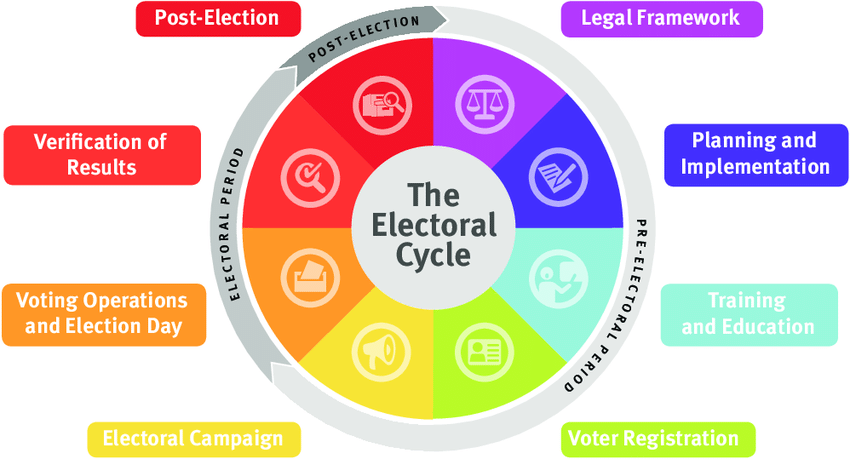 Post-Election
POST-ELECTION
Legal Framework
Verification of
Results
Planning and
Implementation
ELECTORAL PERIOD
The
Electoral
Cycle
PRE-ELECTORAL PERIOD
Voting Operations
and Election Day
Training
and Education
Electoral Campaign
Voter Registration